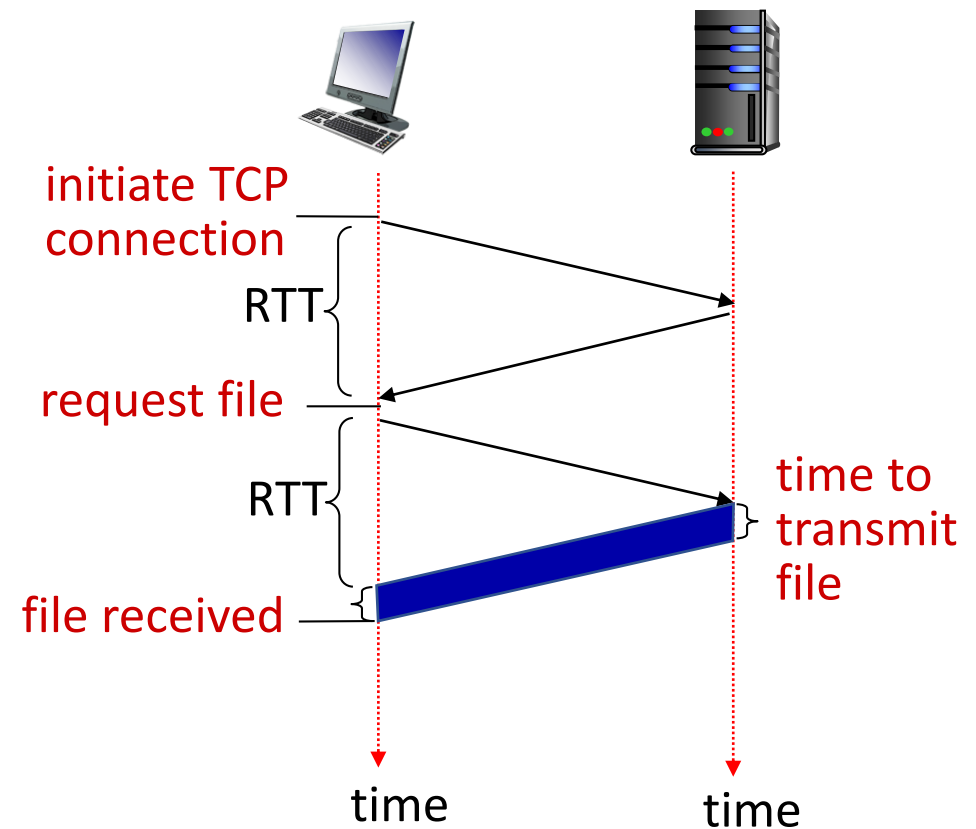 initiate TCP
connection
RTT
request file
RTT
time to
transmit
file
file received
time
time